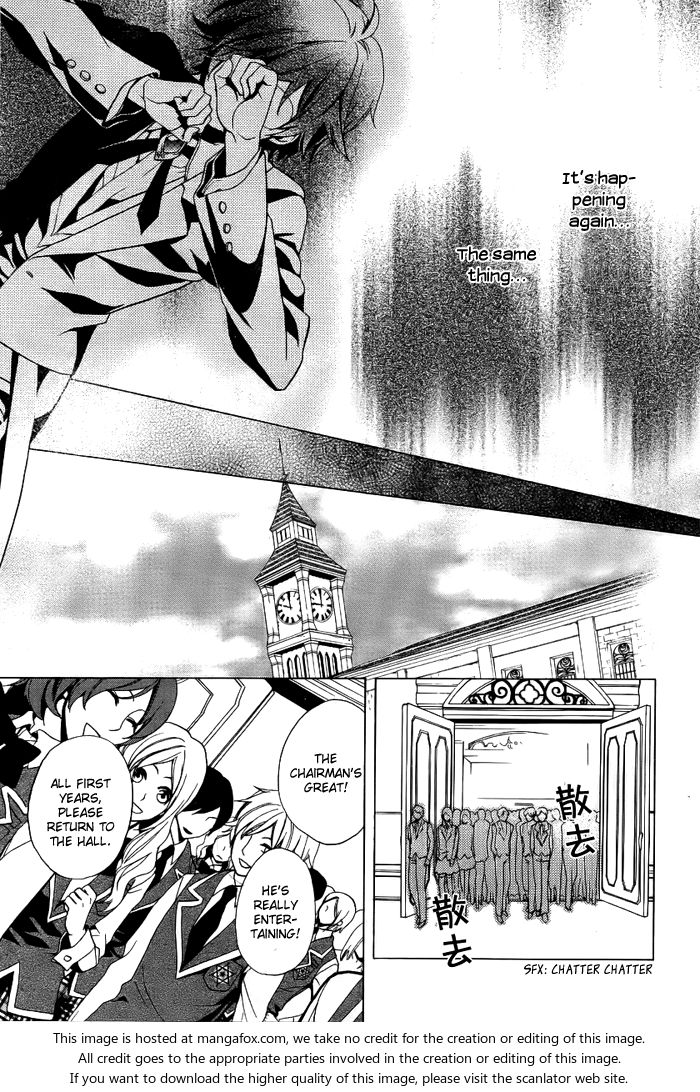 It's hap-
pening
again...
The same
thing...
THE
CHAIRMAN'S
GREAT!
ALL FIRST
YEARS,
PLEASE
RETURN TO
THE HALL.
HE'S
REALLY
ENTER-
TAINING!
散去
散去
SFX: CHATTER CHATTER
This image is hosted at mangafox.com, we take no credit for the creation or editing of this image.
All credit goes to the appropriate parties involved in the creation or editing of this image.
If you want to download the higher quality of this image, please visit the scanlator web site.